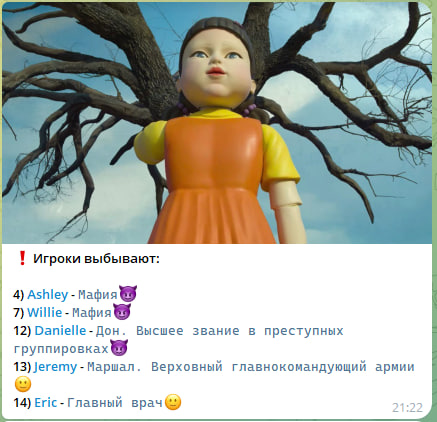 ❗ Игроки выбывают:
4) Ashley - Мафия😈
7) Willie - Мафия😈
12) Danielle - Дон. Высшее звание в преступных
группировках😈
13) Jeremy - Маршал. Верховный главнокомандующий армии
🙂
14) Eric - Главный врач🙂
21:22